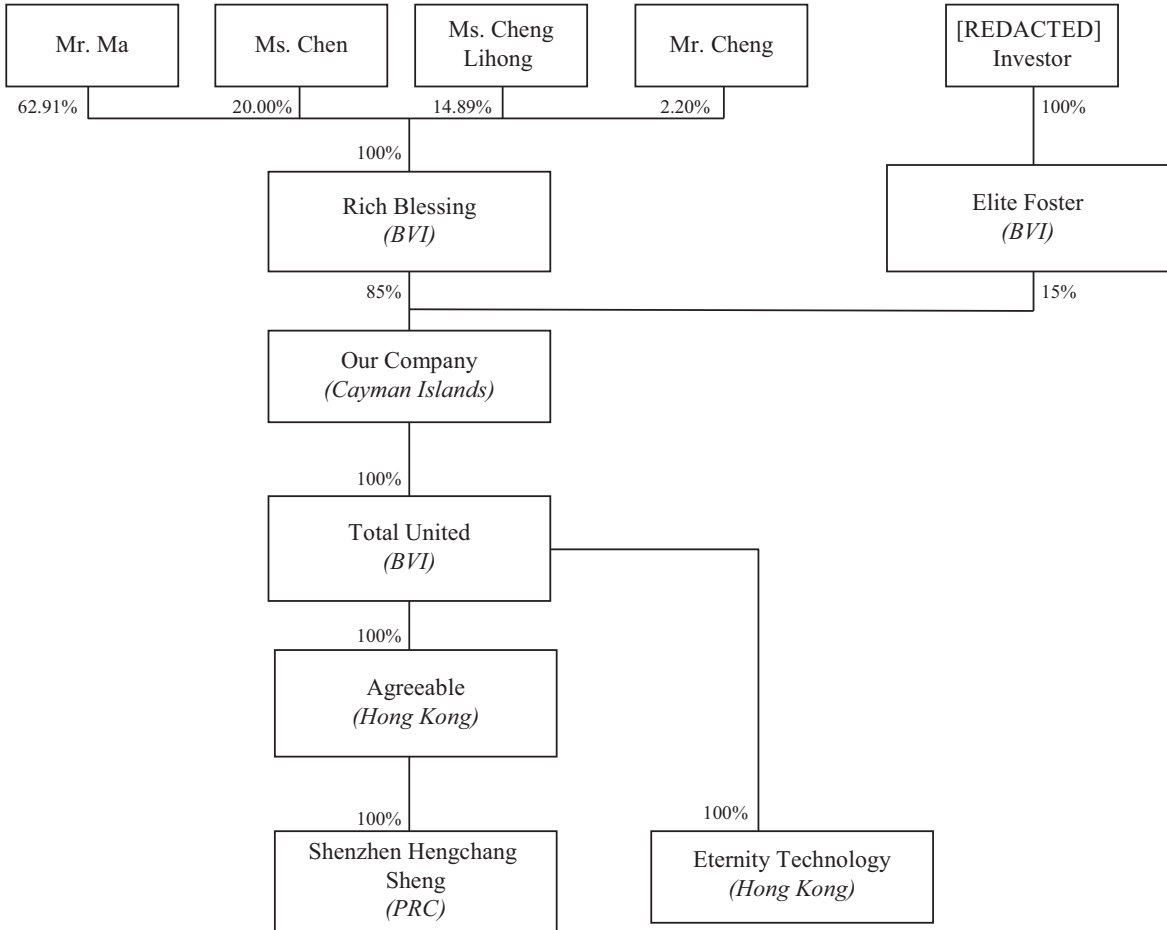 Mr. Ma
Ms. Chen
Ms. Cheng
Lihong
Mr. Cheng
[REDACTED]
Investor
62.91%
20.00%
14.89%
2.20%
100%
100%
Rich Blessing
(BVI)
Elite Foster
(BVI)
85%
15%
Our Company
(Cayman Islands)
100%
Total United
(BVI)
100%
Agreeable
(Hong Kong)
100%
100%
Shenzhen Hengchang
Sheng
(PRC)
Eternity Technology
(Hong Kong)